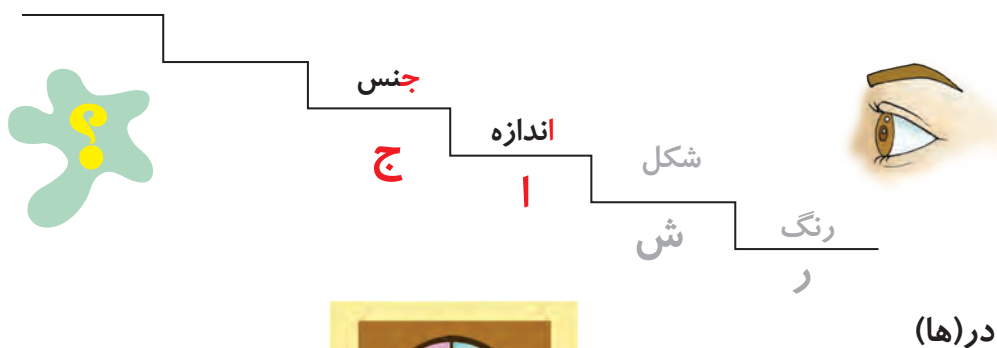 جنس
اندازه
ج
شکل
ا
رنگ
ش
ر
؟
در(ها)